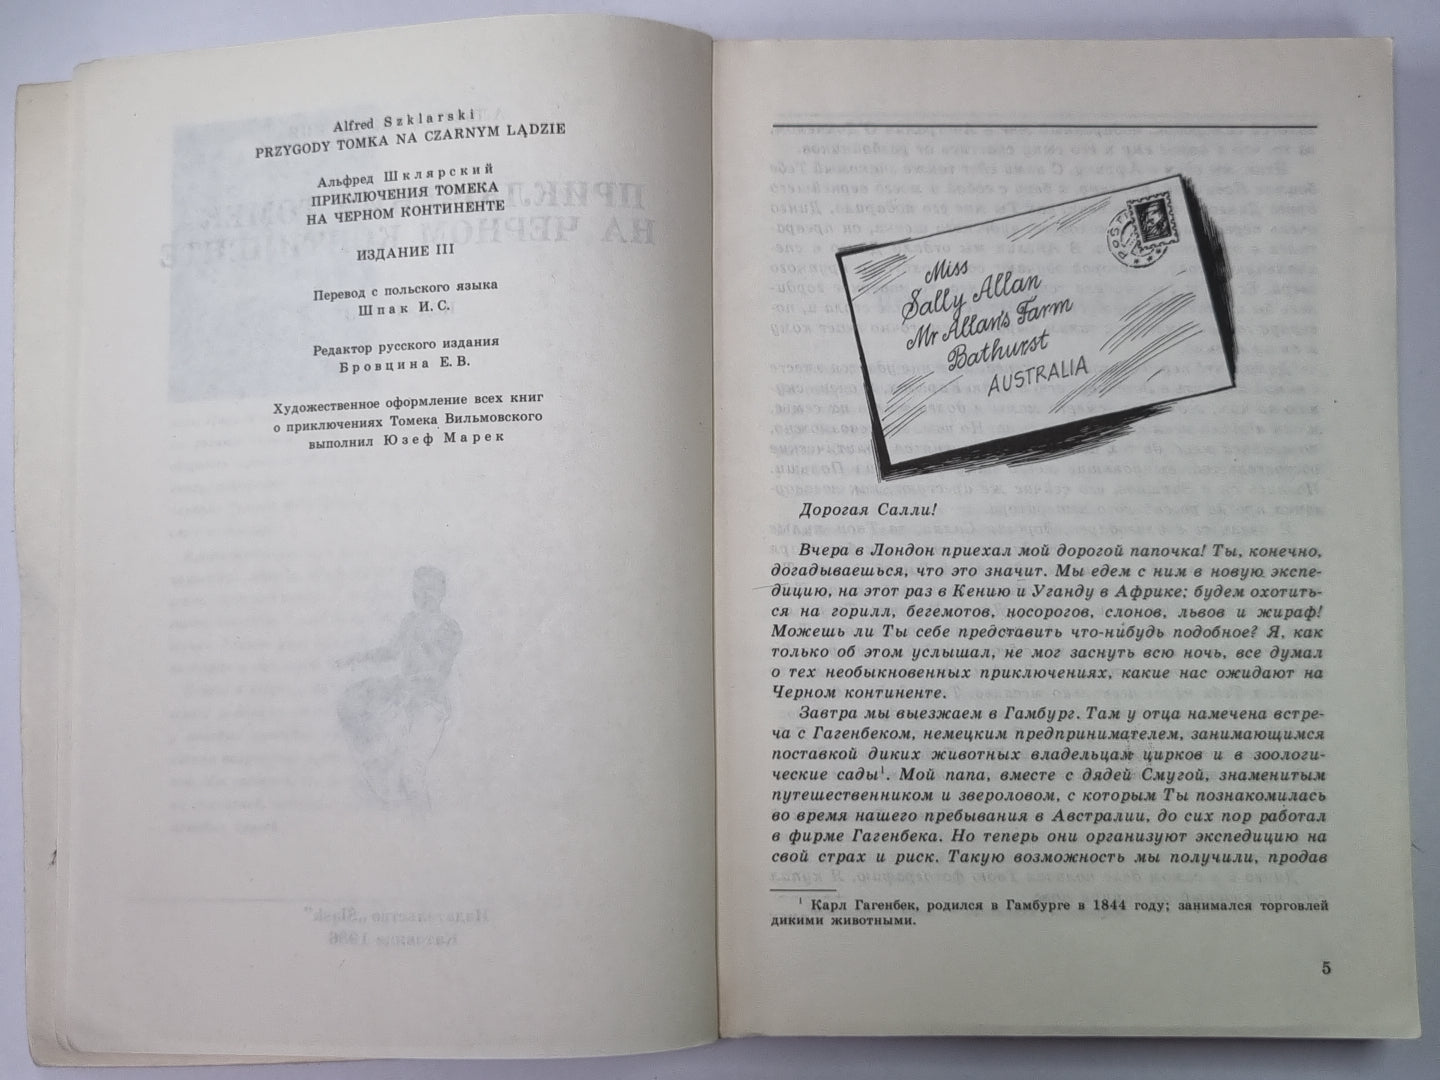 Alfred Szklarski
PRZYGODY TOMKA NA CZARNYM LĄDZIE
Альфред Шклярский
ПРИКЛЮЧЕНИЯ ТОМЕКА
НА ЧЕРНОМ КОНТИНЕНТЕ
ИЗДАНИЕ III
Перевод с польского языка
Шпак И. С.
Редактор русского издания
Бровцина Е. В.
Художественное оформление всех книг
о приключениях Томека Вильмовского
выполнил Юзеф Марек
Издательство „Śląsk”
Катовице 1986
POST
Miss
Sally Allan
Mr Allan's Farm
Bathurst
AUSTRALIA
Дорогая Салли!
Вчера в Лондон приехал мой дорогой папочка! Ты, конечно,
догадываешься, что это значит. Мы едем с ним в новую экспе-
дицию, на этот раз в Кению и Уганду в Африке; будем охотить-
ся на горилл, бегемотов, носорогов, слонов, львов и жираф!
Можешь ли Ты себе представить что-нибудь подобное? Я, как
только об этом услышал, не мог заснуть всю ночь, все думал
о тех необыкновенных приключениях, какие нас ожидают на
Черном континенте.
Завтра мы выезжаем в Гамбург. Там у отца намечена встре-
ча с Гагенбеком, немецким предпринимателем, занимающимся
поставкой диких животных владельцам цирков и в зоологи-
ческие сады¹. Мой папа, вместе с дядей Смугой, знаменитым
путешественником и звероловом, с которым Ты познакомилась
во время нашего пребывания в Австралии, до сих пор работал
в фирме Гагенбека. Но теперь они организуют экспедицию на
свой страх и риск. Такую возможность мы получили, продав
¹ Карл Гагенбек, родился в Гамбурге в 1844 году; занимался торговлей
дикими животными.
5